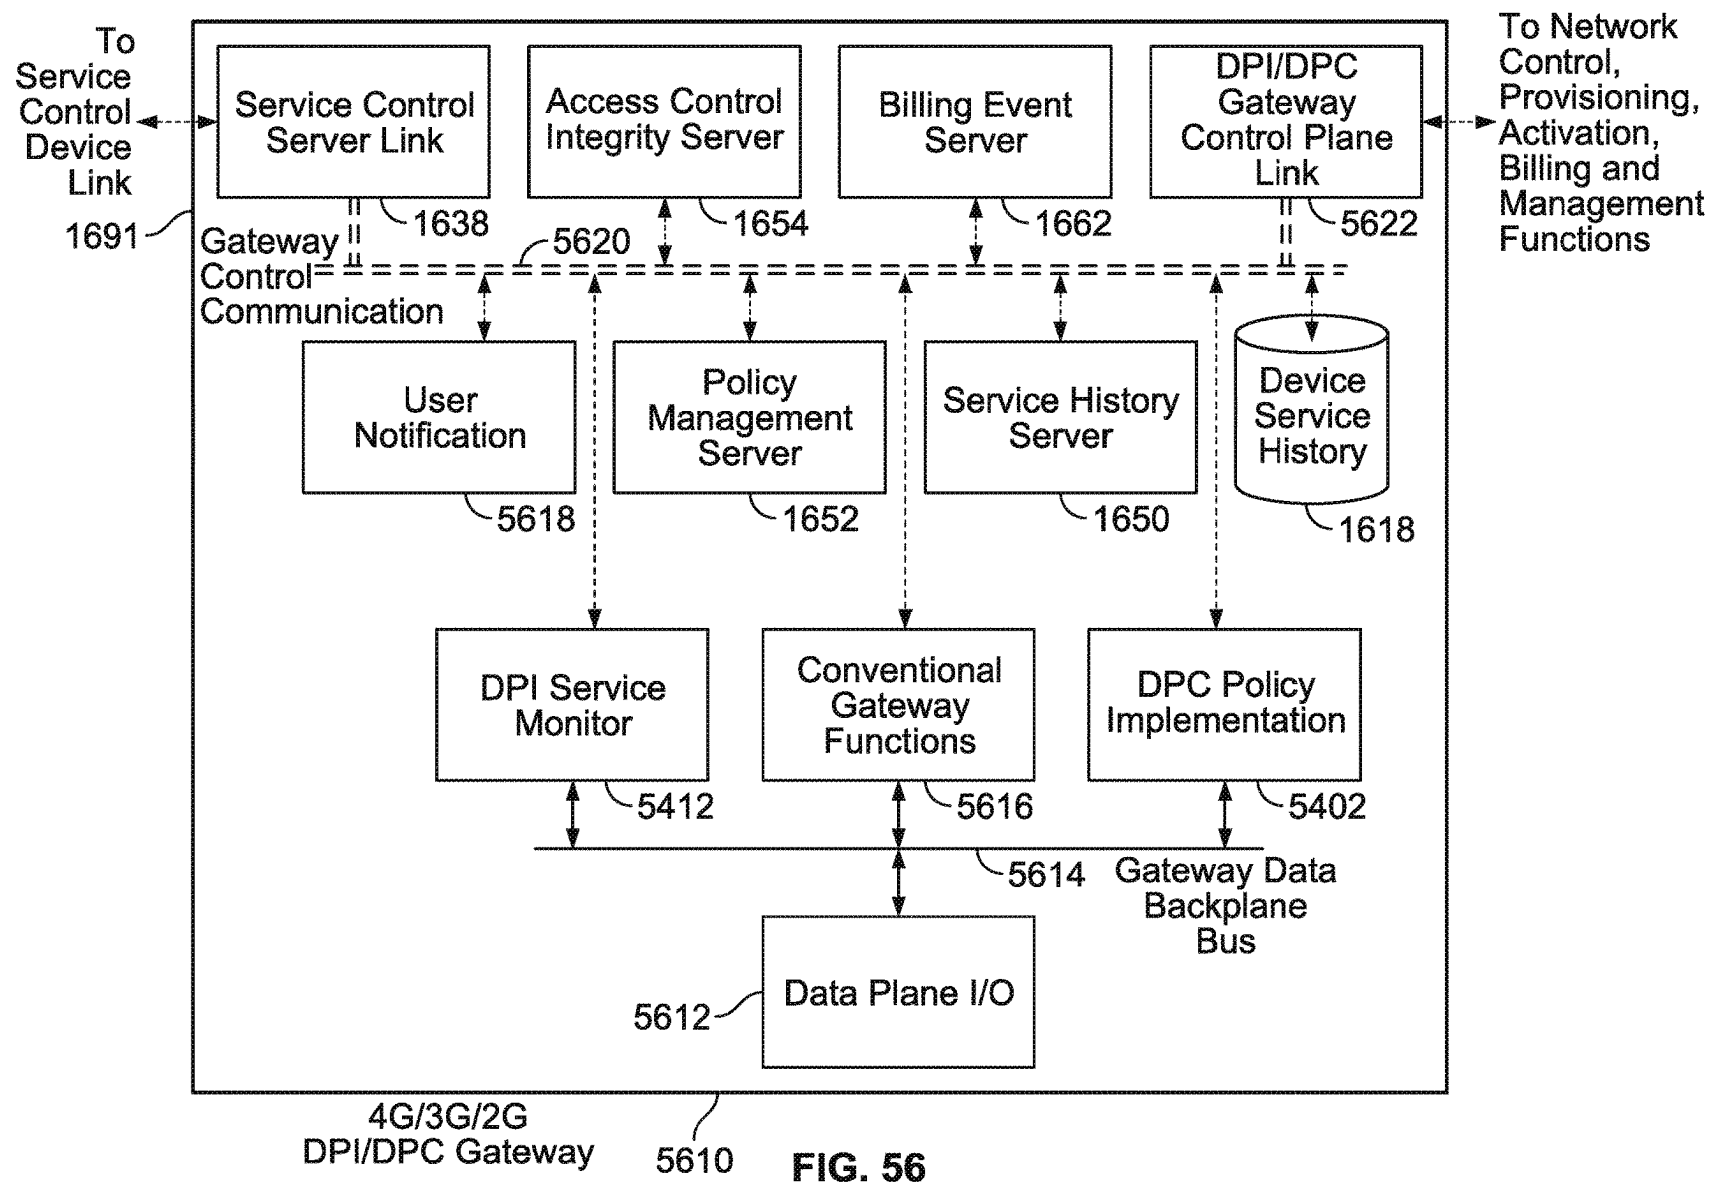 To
Service
Control
Device
Link
1691
Service Control
Server Link
1638
Access Control
Integrity Server
1654
Billing Event
Server
1662
DPI/DPC
Gateway
Control Plane
Link
5622
To Network
Control,
Provisioning,
Activation,
Billing and
Management
Functions
Gateway
Control
Communication
5620
User
Notification
5618
Policy
Management
Server
1652
Service History
Server
1650
Device
Service
History
1618
DPI Service
Monitor
5412
Conventional
Gateway
Functions
5616
DPC Policy
Implementation
5402
5614
Gateway Data
Backplane
Bus
Data Plane I/O
5612
4G/3G/2G
DPI/DPC Gateway
5610
FIG. 56